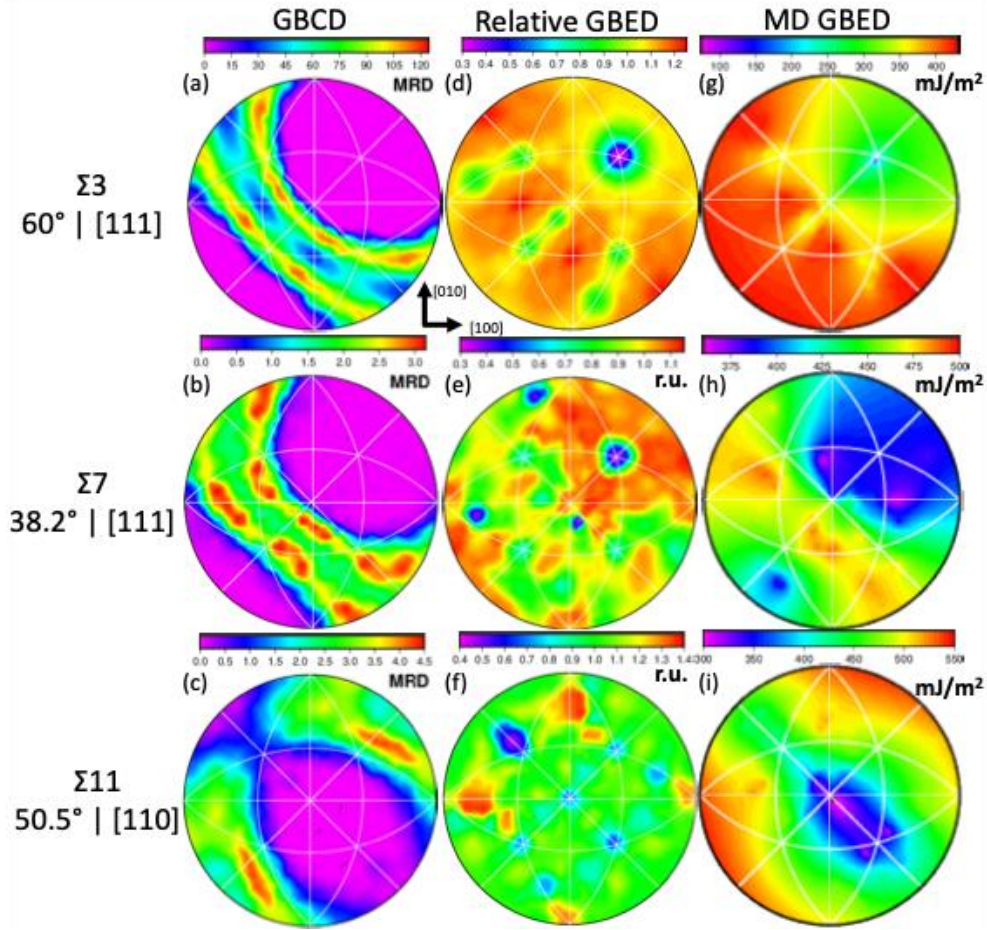 GBCD Relative GBED MD GBED
0 15 30 45 60 75 90 105 120
0.3 0.4 0.5 0.6 0.7 0.8 0.9 1.0 1.1 1.2
100 150 200 250 300 350 400
(a) MRD (d) (g) mJ/m²
Σ3
60° | [111]
[010]
[100]
0.0 0.5 1.0 1.5 2.0 2.5 3.0
0.3 0.4 0.5 0.6 0.7 0.8 0.9 1.0 1.1
375 400 425 450 475 500
(b) MRD (e) r.u. (h) mJ/m²
Σ7
38.2° | [111]
0.0 0.5 1.0 1.5 2.0 2.5 3.0 3.5 4.0 4.5
0.4 0.5 0.6 0.7 0.8 0.9 1.0 1.1 1.2 1.3 1.4
300 350 400 450 500 550
(c) MRD (f) r.u. (i) mJ/m²
Σ11
50.5° | [110]